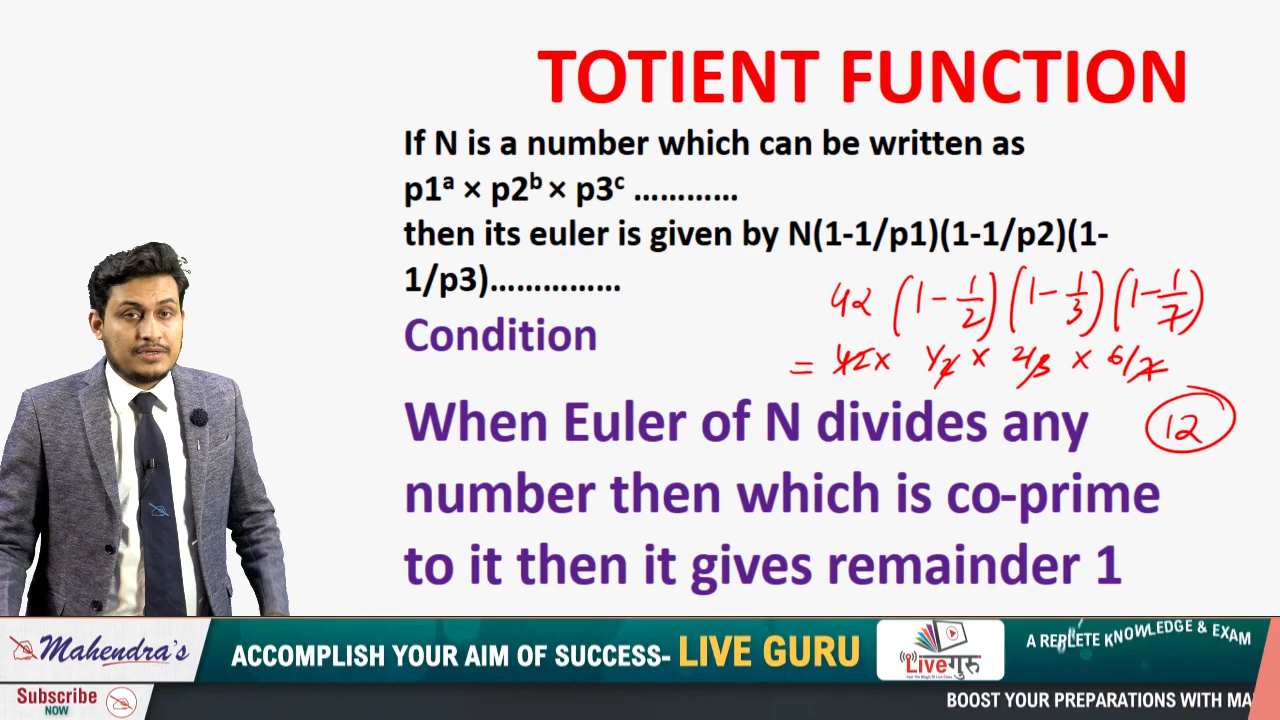 TOTIENT FUNCTION
If N is a number which can be written as
p1ᵃ × p2ᵇ × p3ᶜ …………
then its euler is given by N(1-1/p1)(1-1/p2)(1-
1/p3)……………
42 (1 - 1/2) (1 - 1/3) (1 - 1/7)
= 42 × 1/2 × 2/3 × 6/7
12
Condition
When Euler of N divides any
number then which is co-prime
to it then it gives remainder 1
Mahendra's
ACCOMPLISH YOUR AIM OF SUCCESS- LIVE GURU
Live गुरु
A REPLETE KNOWLEDGE & EXAM
Subscribe
NOW
BOOST YOUR PREPARATIONS WITH MA